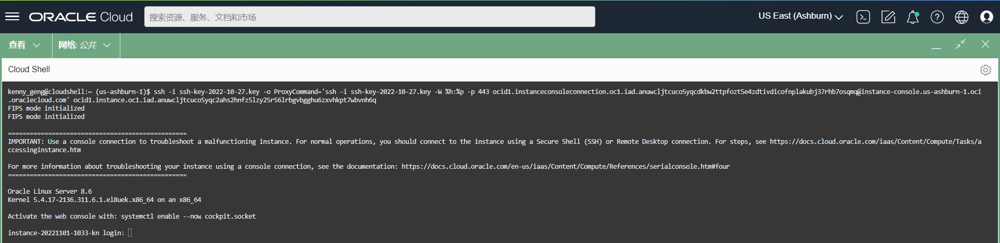 ORACLE Cloud
搜索资源、服务、文档和市场
US East (Ashburn)
查看
网络: 公共
Cloud Shell
kenny_geng@cloudshell:~ (us-ashburn-1)$ ssh -i ssh-key-2022-10-27.key -o ProxyCommand='ssh -i ssh-key-2022-10-27.key -W %h:%p -p 443 ocid1.instanceconsoleconnection.oc1.iad.anuwcljtcuco5yqcdkbw2ttpfozt5e4zdtivdicofnplakubj37rhb7osqmq@instance-console.us-ashburn-1.oci
.oraclecloud.com' ocid1.instance.oc1.iad.anuwcljtcuco5yqc2ahs2hnfz5lzy25r56lrbgvbgghu6zxvhkpt7wbvnh6q
FIPS mode initialized
FIPS mode initialized
=================================================
IMPORTANT: Use a console connection to troubleshoot a malfunctioning instance. For normal operations, you should connect to the instance using a Secure Shell (SSH) or Remote Desktop connection. For steps, see https://docs.cloud.oracle.com/iaas/Content/Compute/Tasks/a
ccessinginstance.htm
For more information about troubleshooting your instance using a console connection, see the documentation: https://docs.cloud.oracle.com/en-us/iaas/Content/Compute/References/serialconsole.htm#four
=================================================
Oracle Linux Server 8.6
Kernel 5.4.17-2136.311.6.1.el8uek.x86_64 on an x86_64
Activate the web console with: systemctl enable --now cockpit.socket
instance-20221101-1033-kn login: